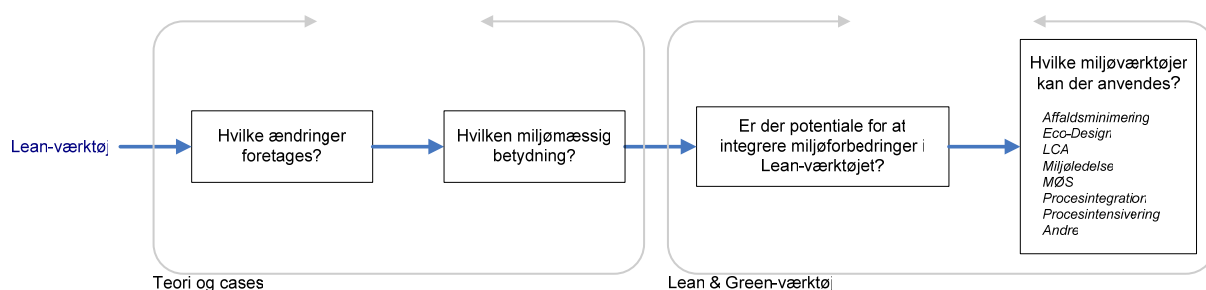 Lean-værktøj
Hvilke ændringer
foretages?
Hvilken miljømæssig
betydning?
Er der potentiale for at
integrere miljøforbedringer i
Lean-værktøjet?
Hvilke miljøværktøjer
kan der anvendes?
Affaldsminimering
Eco-Design
LCA
Miljøledelse
MØS
Procesintegration
Procesintensivering
Andre
Teori og cases
Lean & Green-værktøj